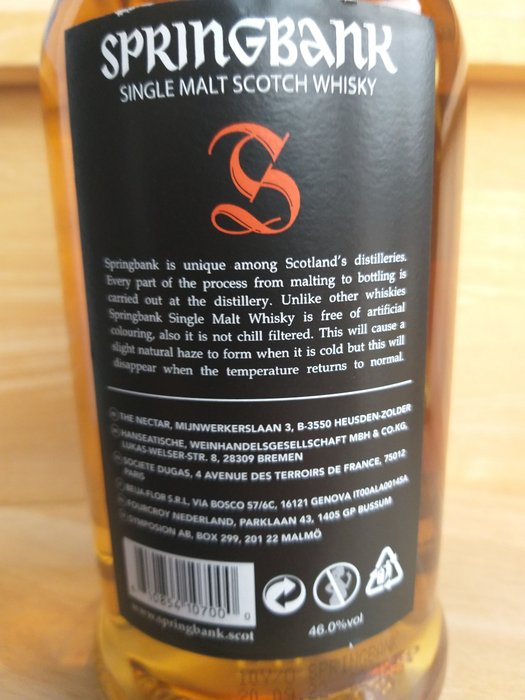 SPRINGBANK
SINGLE MALT SCOTCH WHISKY
S
Springbank is unique among Scotland's distilleries.
Every part of the process from malting to bottling is
carried out at the distillery. Unlike other whiskies
Springbank Single Malt Whisky is free of artificial
colouring, also it is not chill filtered. This will cause a
slight natural haze to form when it is cold but this will
disappear when the temperature returns to normal.
THE NECTAR, MIJNWERKERSLAAN 3, B-3550 HEUSDEN-ZOLDER
HANSEATISCHE, WEINHANDELSGESELLSCHAFT MBH & CO.KG,
LUKAS-WELSER-STR. 8, 28309 BREMEN
SOCIETE DUGAS, 4 AVENUE DES TERROIRS DE FRANCE, 75012
PARIS
BEIJA-FLOR S.R.L, VIA BOSCO 57/6C, 16121 GENOVA IT00ALA00145A
FOURCROY NEDERLAND, PARKLAAN 43, 1405 GP BUSSUM
SYMPOSION AB, BOX 299, 201 22 MALMÖ
10700 0
www.springbank.scot
46.0%vol
SPRINGBANK